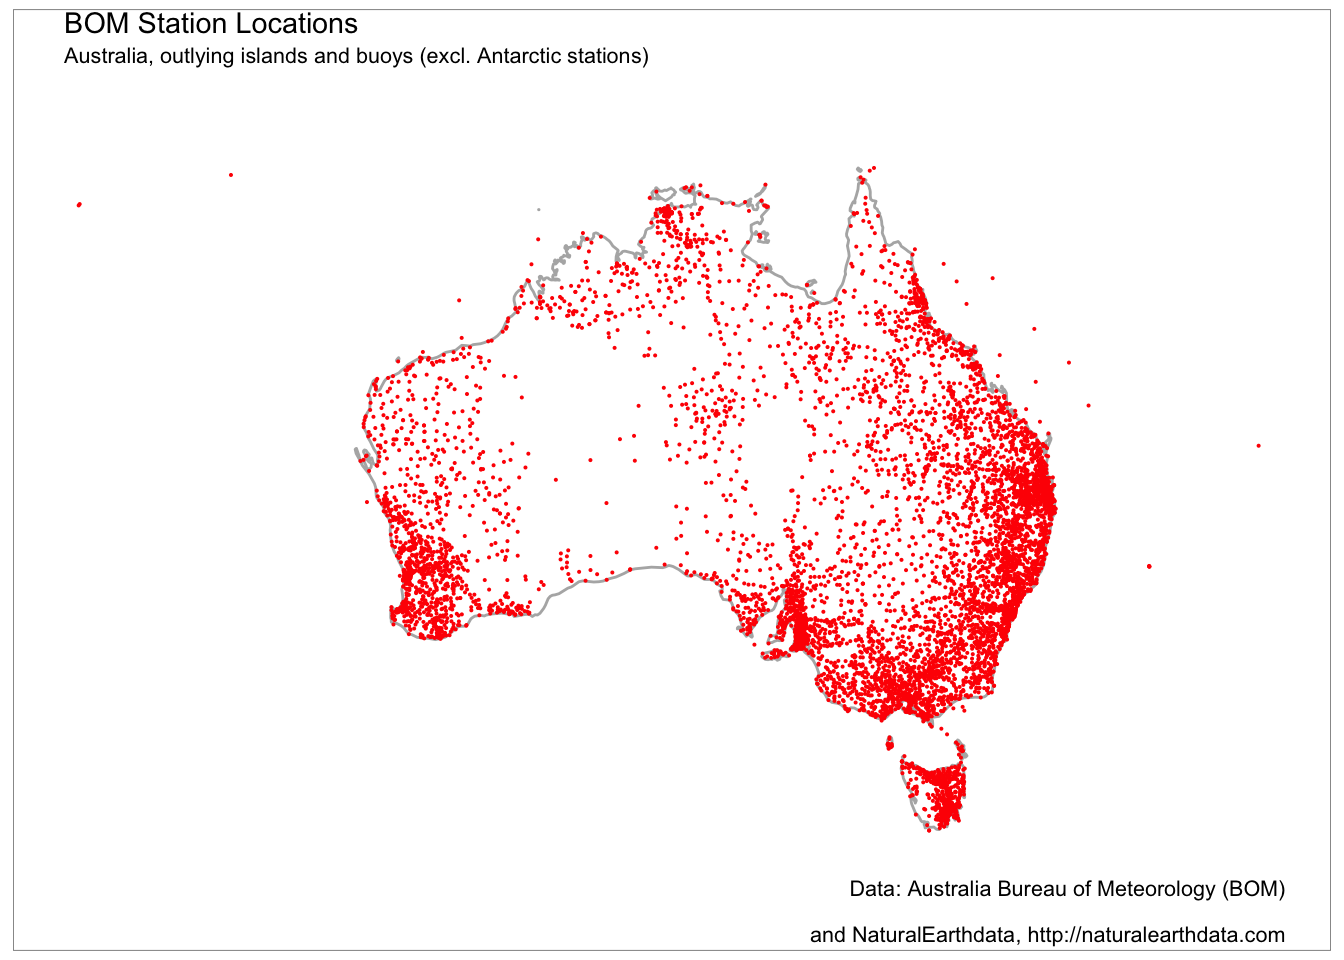 BOM Station Locations
Australia, outlying islands and buoys (excl. Antarctic stations)
Data: Australia Bureau of Meteorology (BOM)
and NaturalEarthdata, http://naturalearthdata.com